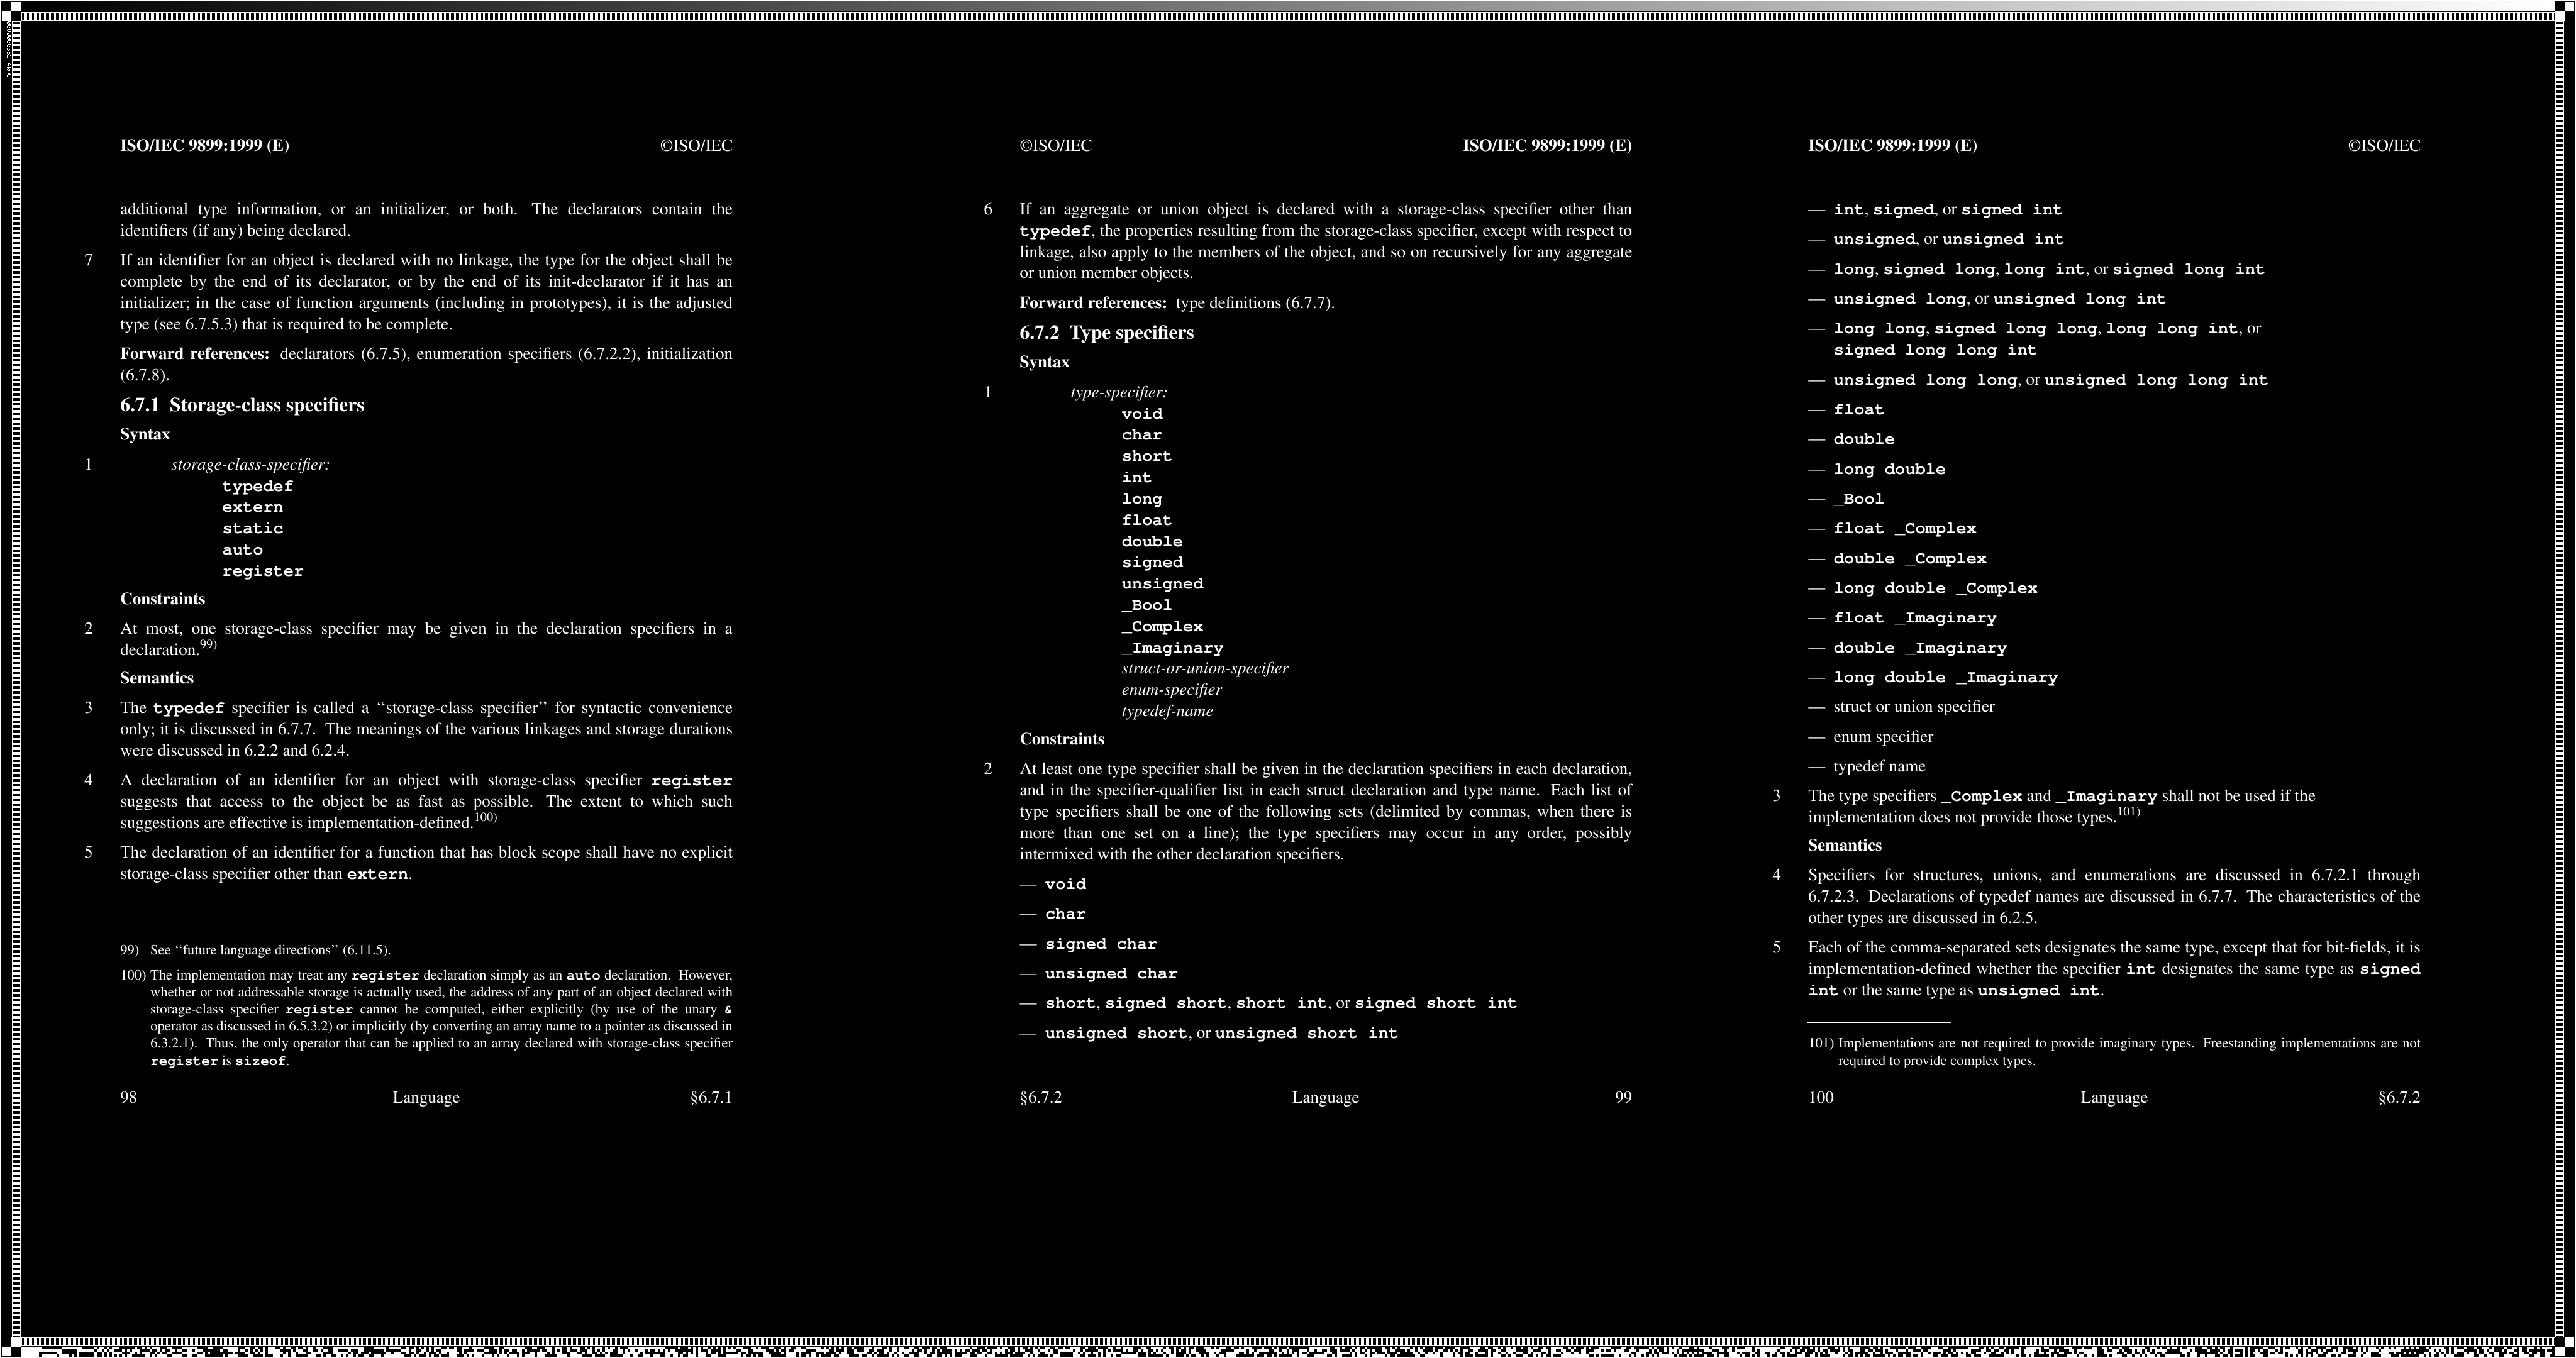 ISO/IEC 9899:1999 (E) ©ISO/IEC
additional type information, or an initializer, or both. The declarators contain the
identifiers (if any) being declared.
7 If an identifier for an object is declared with no linkage, the type for the object shall be
complete by the end of its declarator, or by the end of its init-declarator if it has an
initializer; in the case of function arguments (including in prototypes), it is the adjusted
type (see 6.7.5.3) that is required to be complete.
Forward references: declarators (6.7.5), enumeration specifiers (6.7.2.2), initialization
(6.7.8).
6.7.1 Storage-class specifiers
Syntax
1 storage-class-specifier:
typedef
extern
static
auto
register
Constraints
2 At most, one storage-class specifier may be given in the declaration specifiers in a
declaration.99)
Semantics
3 The typedef specifier is called a ‘‘storage-class specifier’’ for syntactic convenience
only; it is discussed in 6.7.7. The meanings of the various linkages and storage durations
were discussed in 6.2.2 and 6.2.4.
4 A declaration of an identifier for an object with storage-class specifier register
suggests that access to the object be as fast as possible. The extent to which such
suggestions are effective is implementation-defined.100)
5 The declaration of an identifier for a function that has block scope shall have no explicit
storage-class specifier other than extern.
99) See ‘‘future language directions’’ (6.11.5).
100) The implementation may treat any register declaration simply as an auto declaration. However,
whether or not addressable storage is actually used, the address of any part of an object declared with
storage-class specifier register cannot be computed, either explicitly (by use of the unary &
operator as discussed in 6.5.3.2) or implicitly (by converting an array name to a pointer as discussed in
6.3.2.1). Thus, the only operator that can be applied to an array declared with storage-class specifier
register is sizeof.
98 Language §6.7.1
©ISO/IEC ISO/IEC 9899:1999 (E)
6 If an aggregate or union object is declared with a storage-class specifier other than
typedef, the properties resulting from the storage-class specifier, except with respect to
linkage, also apply to the members of the object, and so on recursively for any aggregate
or union member objects.
Forward references: type definitions (6.7.7).
6.7.2 Type specifiers
Syntax
1 type-specifier:
void
char
short
int
long
float
double
signed
unsigned
_Bool
_Complex
_Imaginary
struct-or-union-specifier
enum-specifier
typedef-name
Constraints
2 At least one type specifier shall be given in the declaration specifiers in each declaration,
and in the specifier-qualifier list in each struct declaration and type name. Each list of
type specifiers shall be one of the following sets (delimited by commas, when there is
more than one set on a line); the type specifiers may occur in any order, possibly
intermixed with the other declaration specifiers.
— void
— char
— signed char
— unsigned char
— short, signed short, short int, or signed short int
— unsigned short, or unsigned short int
§6.7.2 Language 99
ISO/IEC 9899:1999 (E) ©ISO/IEC
— int, signed, or signed int
— unsigned, or unsigned int
— long, signed long, long int, or signed long int
— unsigned long, or unsigned long int
— long long, signed long long, long long int, or
signed long long int
— unsigned long long, or unsigned long long int
— float
— double
— long double
— _Bool
— float _Complex
— double _Complex
— long double _Complex
— float _Imaginary
— double _Imaginary
— long double _Imaginary
— struct or union specifier
— enum specifier
— typedef name
3 The type specifiers _Complex and _Imaginary shall not be used if the
implementation does not provide those types.101)
Semantics
4 Specifiers for structures, unions, and enumerations are discussed in 6.7.2.1 through
6.7.2.3. Declarations of typedef names are discussed in 6.7.7. The characteristics of the
other types are discussed in 6.2.5.
5 Each of the comma-separated sets designates the same type, except that for bit-fields, it is
implementation-defined whether the specifier int designates the same type as signed
int or the same type as unsigned int.
101) Implementations are not required to provide imaginary types. Freestanding implementations are not
required to provide complex types.
100 Language §6.7.2